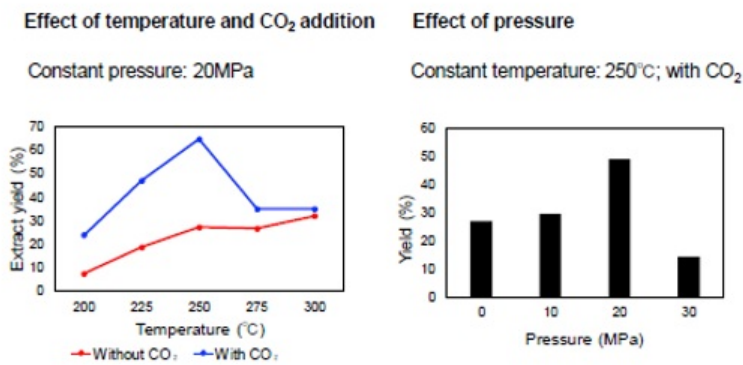 Effect of temperature and CO₂ addition
Constant pressure: 20MPa
Extract yield (%)
70
60
50
40
30
20
10
0
200 225 250 275 300
Temperature (℃)
Without CO₂ With CO₂
Effect of pressure
Constant temperature: 250℃; with CO₂
Yield (%)
60
50
40
30
20
10
0
0 10 20 30
Pressure (MPa)